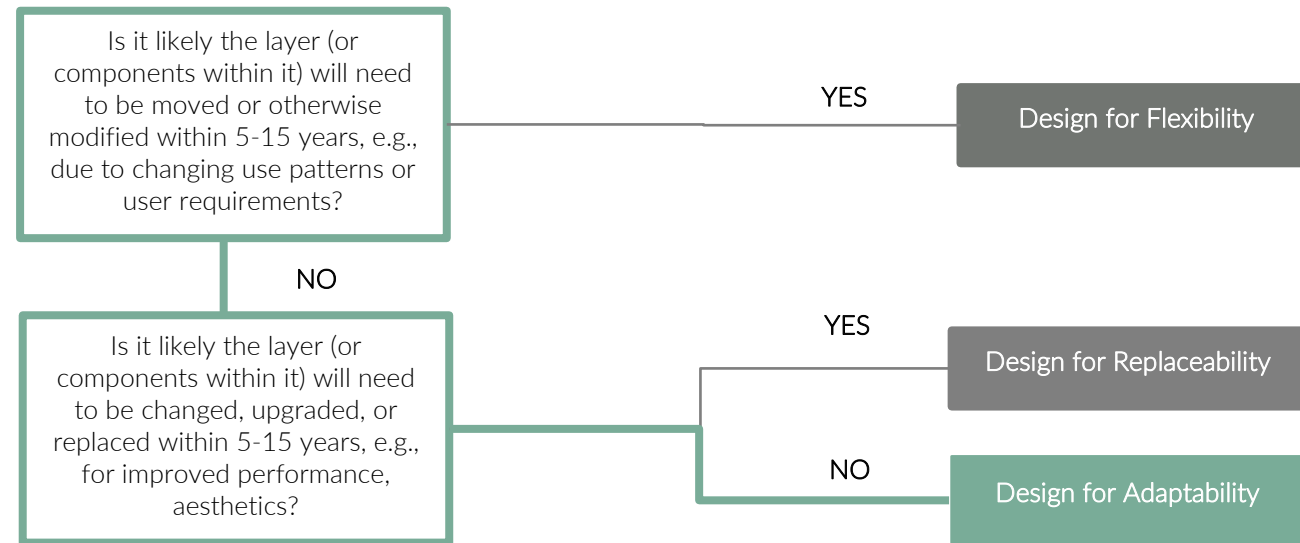 Is it likely the layer (or
components within it) will need
to be moved or otherwise
modified within 5-15 years, e.g.,
due to changing use patterns or
user requirements?
YES
Design for Flexibility
NO
Is it likely the layer (or
components within it) will need
to be changed, upgraded, or
replaced within 5-15 years, e.g.,
for improved performance,
aesthetics?
YES
Design for Replaceability
NO
Design for Adaptability